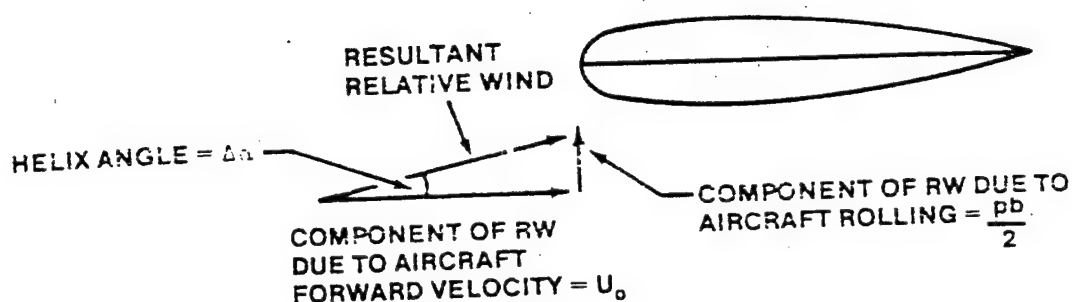 RESULTANT
RELATIVE WIND
HELIX ANGLE = Δα
COMPONENT OF RW DUE TO
AIRCRAFT ROLLING = pb/2
COMPONENT OF RW
DUE TO AIRCRAFT
FORWARD VELOCITY = U₀